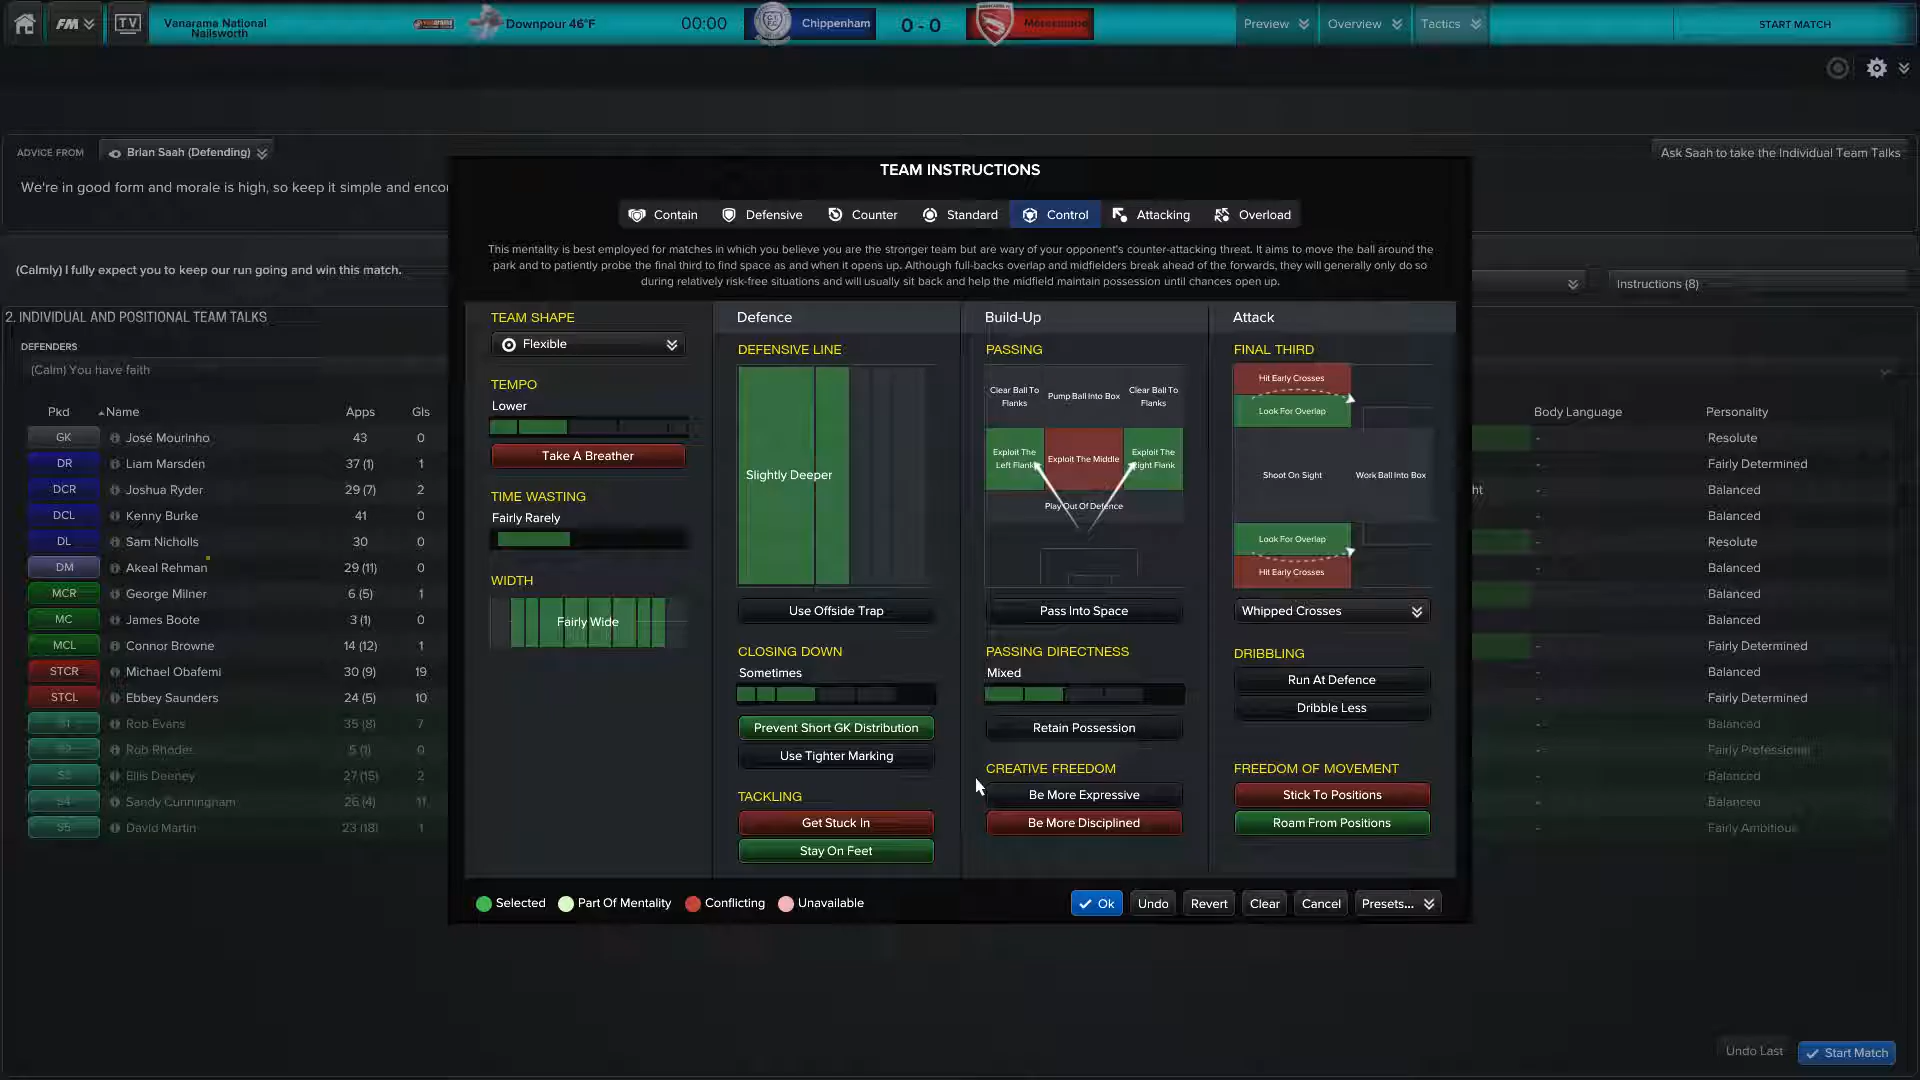 FM
TV
Vanarama National
Nailsworth
Downpour 46°F
00:00
Chippenham
0 - 0
Morecambe
Preview
Overview
Tactics
START MATCH
ADVICE FROM
Brian Saah (Defending)
Ask Saah to take the Individual Team Talks
We're in good form and morale is high, so keep it simple and encou
(Calmly) I fully expect you to keep our run going and win this match.
Instructions (8)
2. INDIVIDUAL AND POSITIONAL TEAM TALKS
DEFENDERS
(Calm) You have faith
Pkd Name Apps Gls Body Language Personality
GK José Mourinho 43 0 - Resolute
DR Liam Marsden 37 (1) 1 - Fairly Determined
DCR Joshua Ryder 29 (7) 2 ht - Balanced
DCL Kenny Burke 41 0 - Balanced
DL Sam Nicholls 30 0 - Resolute
DM Akeal Rehman 29 (11) 0 - Balanced
MCR George Milner 6 (5) 1 - Balanced
MC James Boote 3 (1) 0 - Balanced
MCL Connor Browne 14 (12) 1 - Fairly Determined
STCR Michael Obafemi 30 (9) 19 - Balanced
STCL Ebbey Saunders 24 (5) 10 - Fairly Determined
S1 Rob Evans 35 (8) 7 - Balanced
S2 Rob Rhodes 5 (1) 0 - Fairly Professional
S3 Ellis Deeney 27 (15) 2 - Balanced
S4 Sandy Cunningham 26 (4) 11 - Balanced
S5 David Martin 23 (18) 1 - Fairly Ambitious
TEAM INSTRUCTIONS
Contain
Defensive
Counter
Standard
Control
Attacking
Overload
This mentality is best employed for matches in which you believe you are the stronger team but are wary of your opponent's counter-attacking threat. It aims to move the ball around the
park and to patiently probe the final third to find space as and when it opens up. Although full-backs overlap and midfielders break ahead of the forwards, they will generally only do so
during relatively risk-free situations and will usually sit back and help the midfield maintain possession until chances open up.
TEAM SHAPE
Flexible
TEMPO
Lower
Take A Breather
TIME WASTING
Fairly Rarely
WIDTH
Fairly Wide
Defence
DEFENSIVE LINE
Slightly Deeper
Use Offside Trap
CLOSING DOWN
Sometimes
Prevent Short GK Distribution
Use Tighter Marking
TACKLING
Get Stuck In
Stay On Feet
Build-Up
PASSING
Clear Ball To
Flanks
Pump Ball Into Box
Clear Ball To
Flanks
Exploit The
Left Flank
Exploit The Middle
Exploit The
Right Flank
Play Out Of Defence
Pass Into Space
PASSING DIRECTNESS
Mixed
Retain Possession
CREATIVE FREEDOM
Be More Expressive
Be More Disciplined
Attack
FINAL THIRD
Hit Early Crosses
Look For Overlap
Shoot On Sight
Work Ball Into Box
Look For Overlap
Hit Early Crosses
Whipped Crosses
DRIBBLING
Run At Defence
Dribble Less
FREEDOM OF MOVEMENT
Stick To Positions
Roam From Positions
Selected
Part Of Mentality
Conflicting
Unavailable
Ok
Undo
Revert
Clear
Cancel
Presets...
Undo Last
Start Match